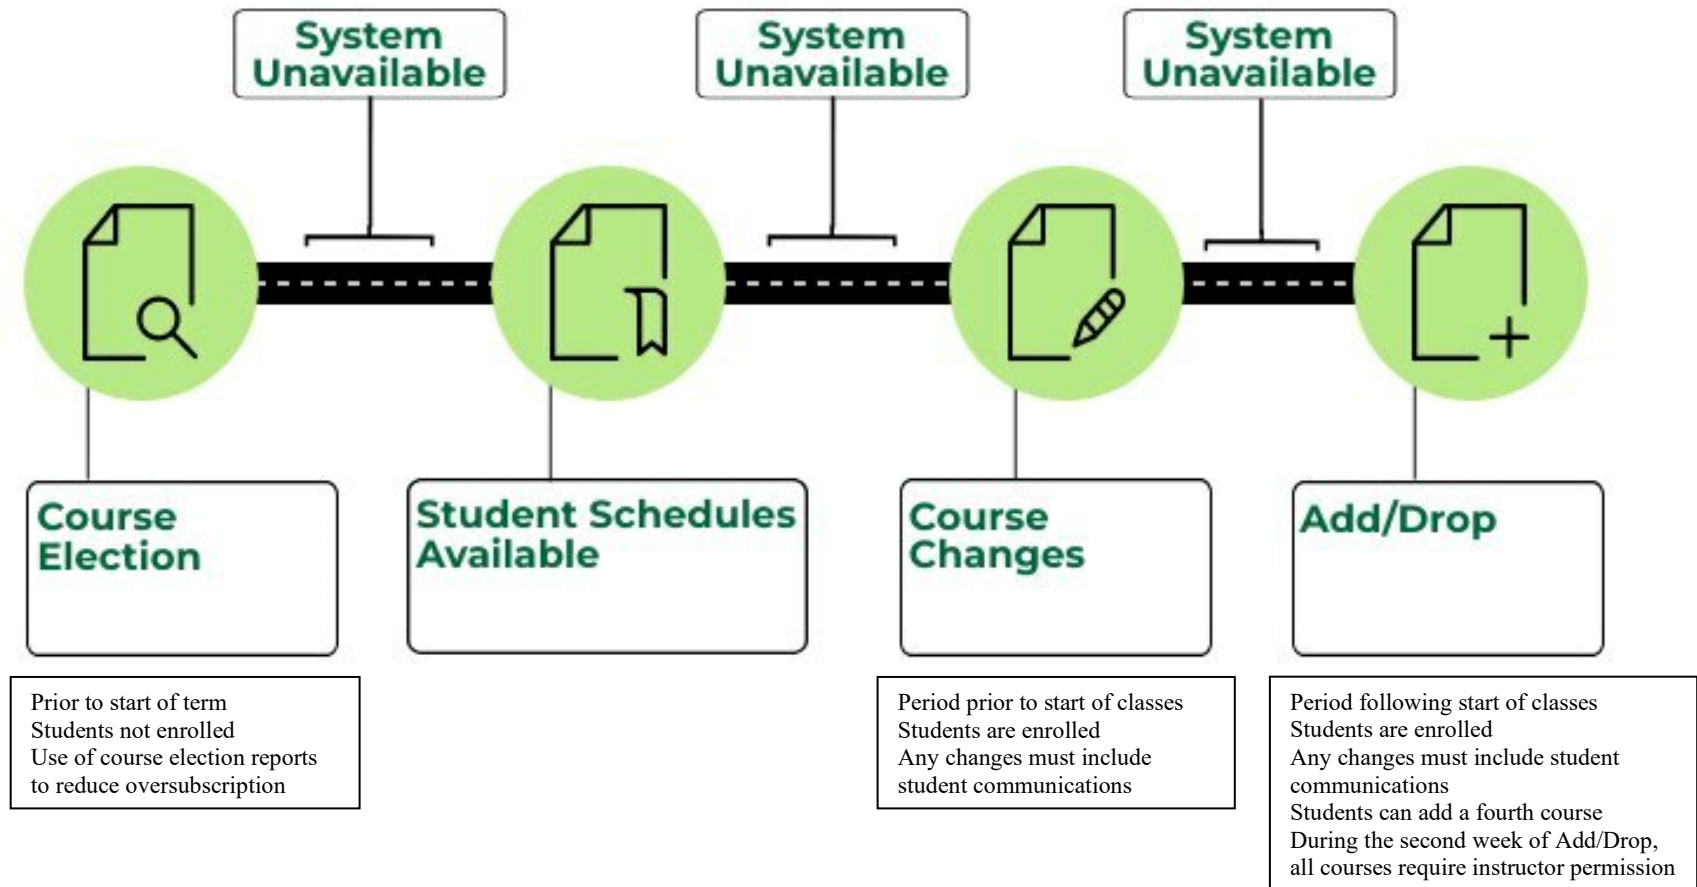 System
Unavailable
System
Unavailable
System
Unavailable
Course
Election
Student Schedules
Available
Course
Changes
Add/Drop
Prior to start of term
Students not enrolled
Use of course election reports
to reduce oversubscription
Period prior to start of classes
Students are enrolled
Any changes must include
student communications
Period following start of classes
Students are enrolled
Any changes must include student
communications
Students can add a fourth course
During the second week of Add/Drop,
all courses require instructor permission